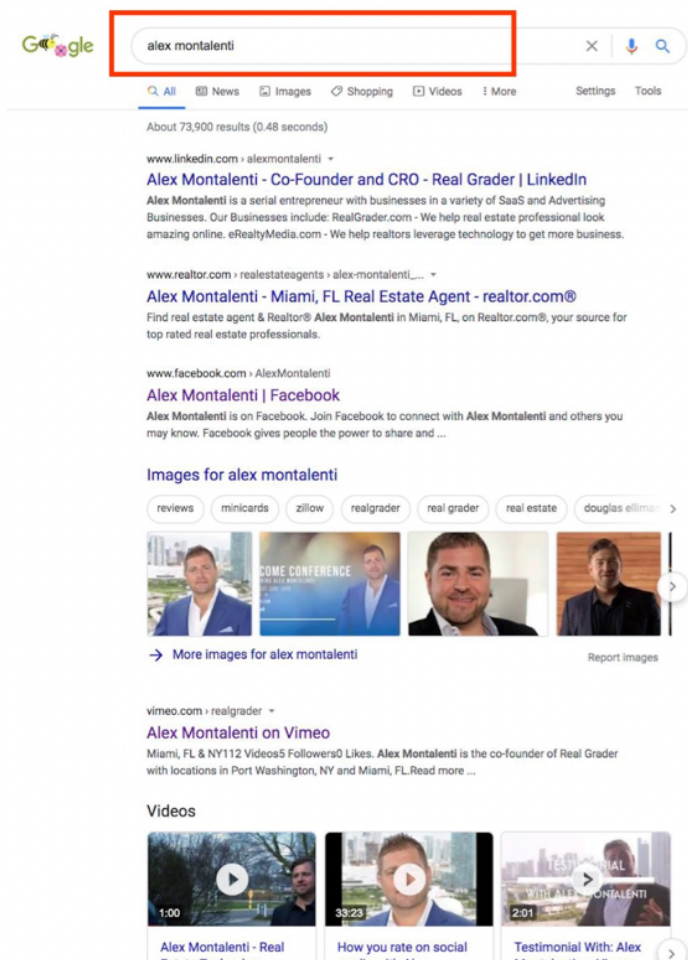 Google
alex montalenti
All News Images Shopping Videos More Settings Tools
About 73,900 results (0.48 seconds)
www.linkedin.com › alexmontalenti
Alex Montalenti - Co-Founder and CRO - Real Grader | LinkedIn
Alex Montalenti is a serial entrepreneur with businesses in a variety of SaaS and Advertising
Businesses. Our Businesses include: RealGrader.com - We help real estate professional look
amazing online. eRealtyMedia.com - We help realtors leverage technology to get more business.
www.realtor.com › realestateagents › alex-montalenti_...
Alex Montalenti - Miami, FL Real Estate Agent - realtor.com®
Find real estate agent & Realtor® Alex Montalenti in Miami, FL, on Realtor.com®, your source for
top rated real estate professionals.
www.facebook.com › AlexMontalenti
Alex Montalenti | Facebook
Alex Montalenti is on Facebook. Join Facebook to connect with Alex Montalenti and others you
may know. Facebook gives people the power to share and ...
Images for alex montalenti
reviews minicards zillow realgrader real grader real estate douglas ellima
COME CONFERENCE
More images for alex montalenti
Report images
vimeo.com › realgrader
Alex Montalenti on Vimeo
Miami, FL & NY112 Videos5 Followers0 Likes. Alex Montalenti is the co-founder of Real Grader
with locations in Port Washington, NY and Miami, FL.Read more ...
Videos
TESTIMONIAL
WITH ALEX MONTALENTI
1:00 33:23 2:01
Alex Montalenti - Real How you rate on social Testimonial With: Alex